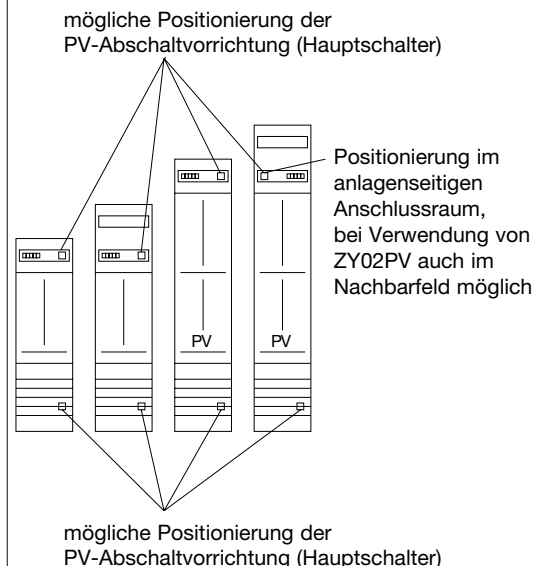 mögliche Positionierung der
PV-Abschaltvorrichtung (Hauptschalter)
Positionierung im
anlagenseitigen
Anschlussraum,
bei Verwendung von
ZY02PV auch im
Nachbarfeld möglich
PV
PV
mögliche Positionierung der
PV-Abschaltvorrichtung (Hauptschalter)